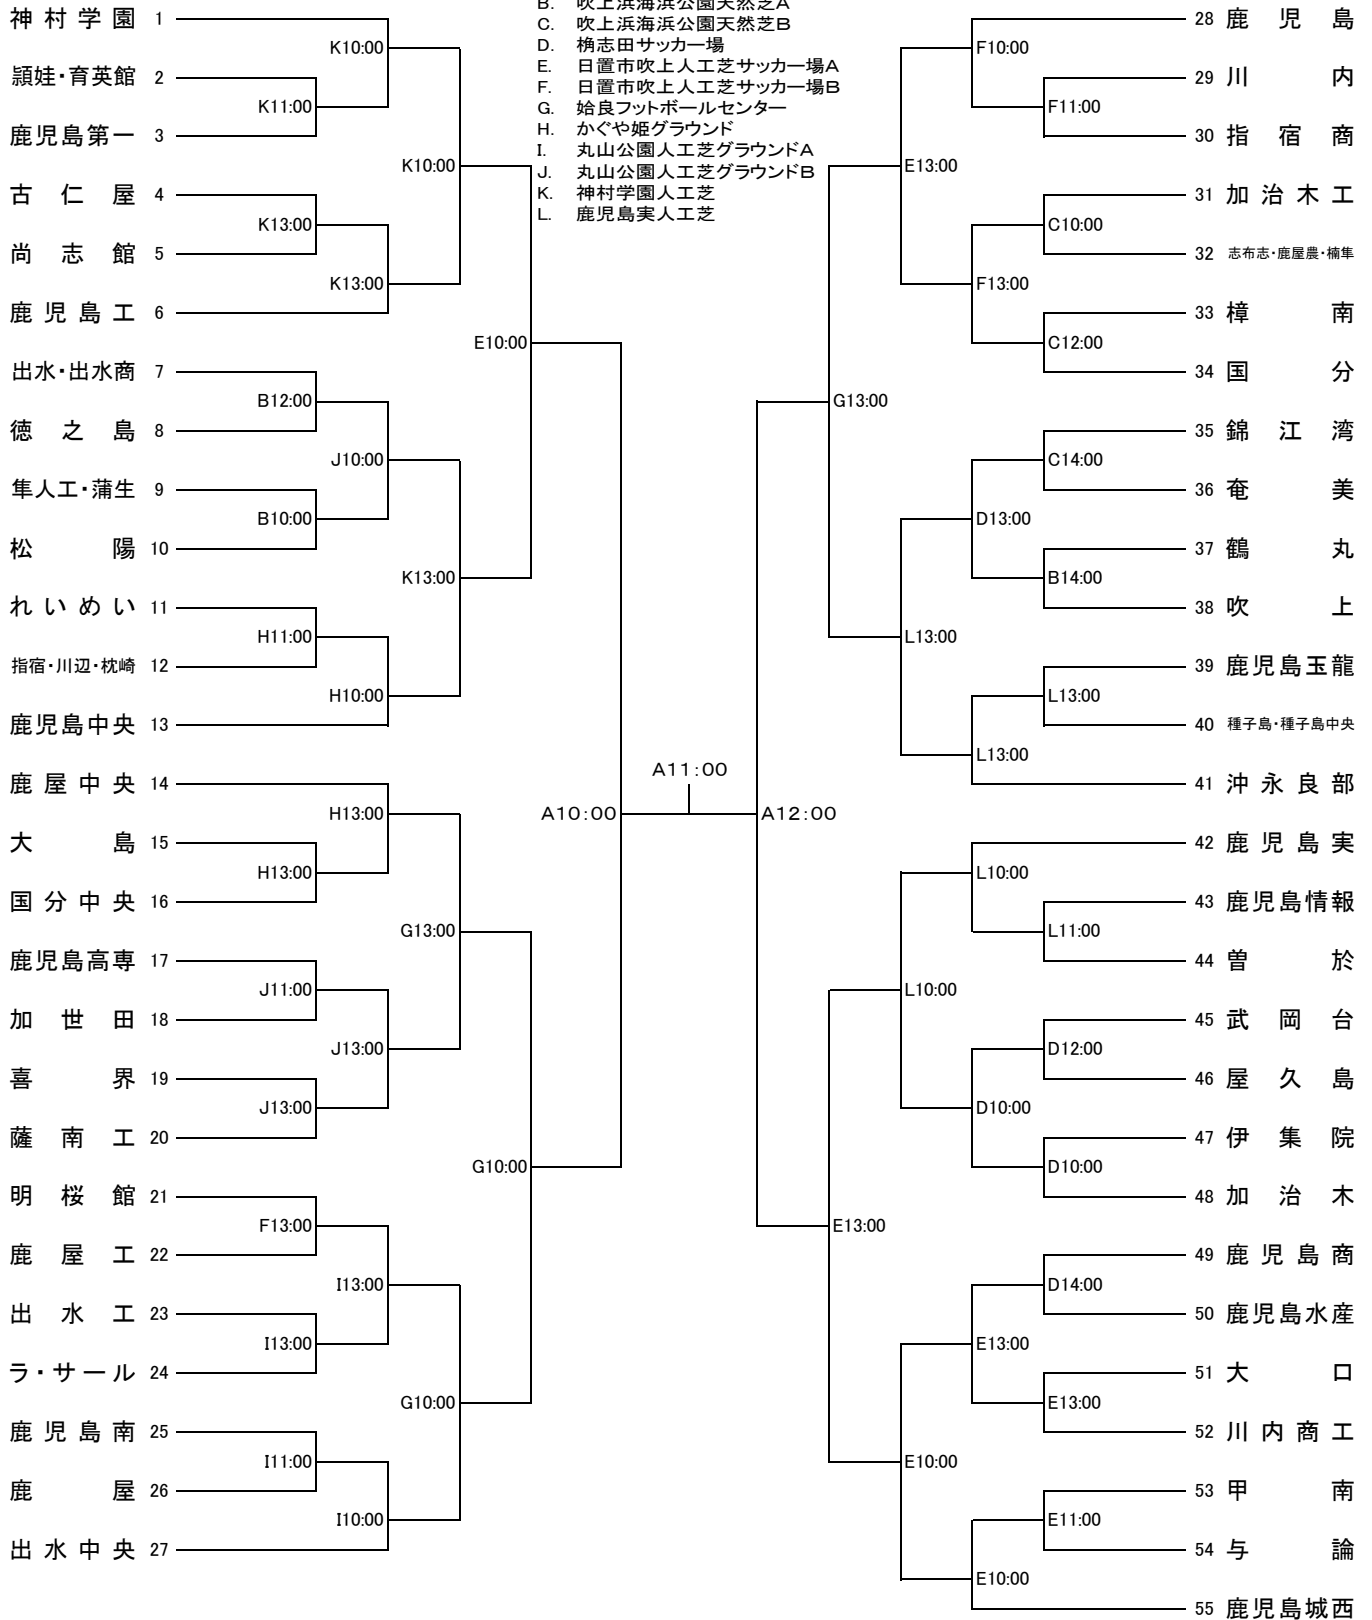 B. 吹上浜海浜公園天然芝A
C. 吹上浜海浜公園天然芝B
D. 桷志田サッカー場
E. 日置市吹上人工芝サッカー場A
F. 日置市吹上人工芝サッカー場B
G. 姶良フットボールセンター
H. かぐや姫グラウンド
I. 丸山公園人工芝グラウンドA
J. 丸山公園人工芝グラウンドB
K. 神村学園人工芝
L. 鹿児島実人工芝
神村学園 1
K10:00
頴娃・育英館 2
K11:00
鹿児島第一 3
K10:00
古仁屋 4
K13:00
尚志館 5
K13:00
鹿児島工 6
E10:00
出水・出水商 7
B12:00
徳之島 8
J10:00
隼人工・蒲生 9
B10:00
松陽 10
K13:00
れいめい 11
H11:00
指宿・川辺・枕崎 12
H10:00
鹿児島中央 13
A11:00
A10:00
鹿屋中央 14
H13:00
大島 15
H13:00
国分中央 16
G13:00
鹿児島高専 17
J11:00
加世田 18
J13:00
喜界 19
J13:00
薩南工 20
G10:00
明桜館 21
F13:00
鹿屋工 22
I13:00
出水工 23
I13:00
ラ・サール 24
G10:00
鹿児島南 25
I11:00
鹿屋 26
I10:00
出水中央 27
28 鹿児島
F10:00
29 川内
F11:00
30 指宿商
E13:00
31 加治木工
C10:00
32 志布志・鹿屋農・楠隼
F13:00
33 樟南
C12:00
34 国分
G13:00
35 錦江湾
C14:00
36 奄美
D13:00
37 鶴丸
B14:00
38 吹上
L13:00
39 鹿児島玉龍
L13:00
40 種子島・種子島中央
L13:00
41 沖永良部
A12:00
42 鹿児島実
L10:00
43 鹿児島情報
L11:00
44 曽於
L10:00
45 武岡台
D12:00
46 屋久島
D10:00
47 伊集院
D10:00
48 加治木
E13:00
49 鹿児島商
D14:00
50 鹿児島水産
E13:00
51 大口
E13:00
52 川内商工
E10:00
53 甲南
E11:00
54 与論
E10:00
55 鹿児島城西